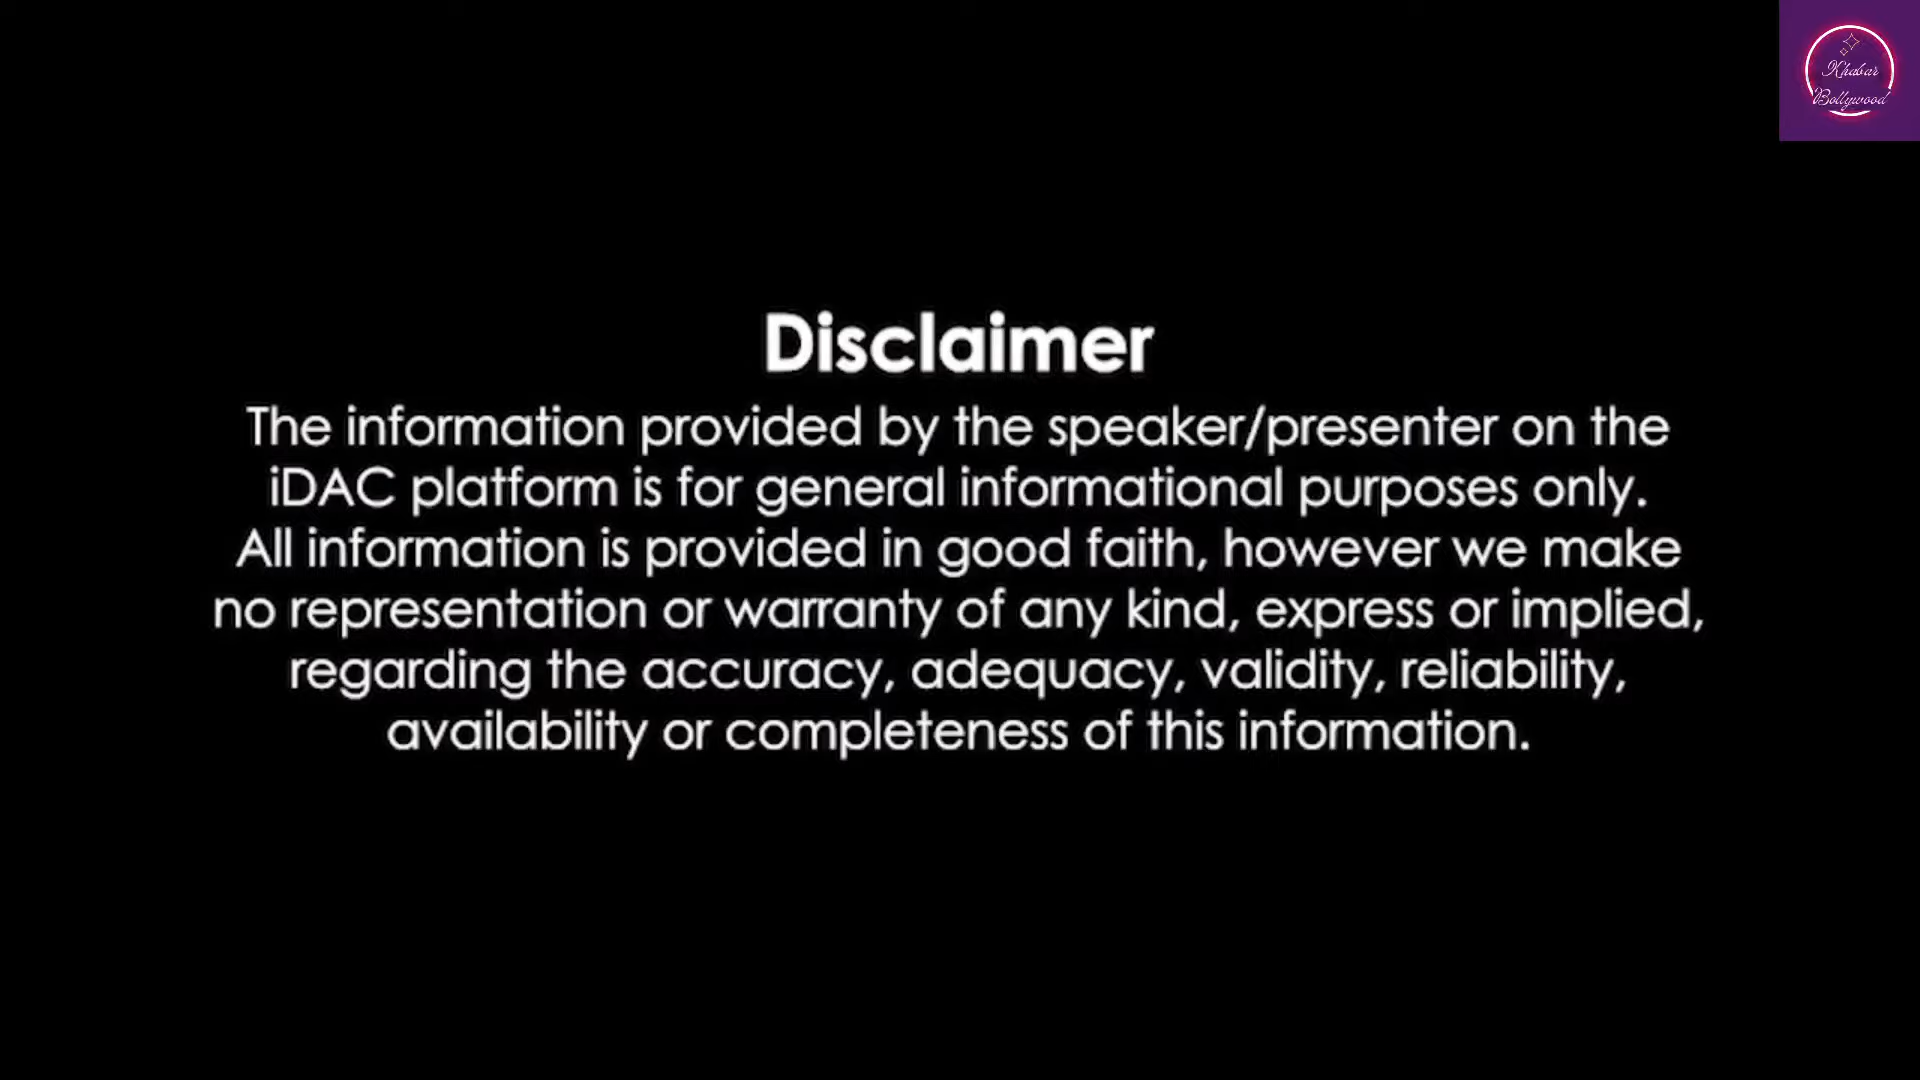 Khabar
Bollywood
Disclaimer
The information provided by the speaker/presenter on the
iDAC platform is for general informational purposes only.
All information is provided in good faith, however we make
no representation or warranty of any kind, express or implied,
regarding the accuracy, adequacy, validity, reliability,
availability or completeness of this information.